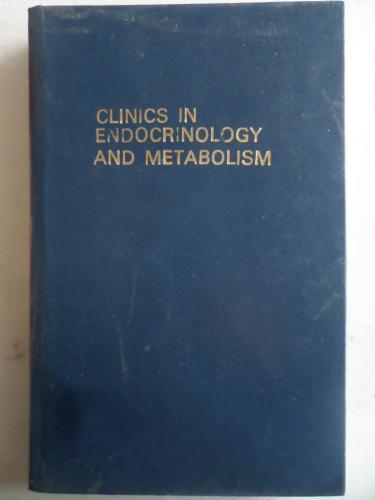 CLINICS IN
ENDOCRINOLOGY
AND METABOLISM